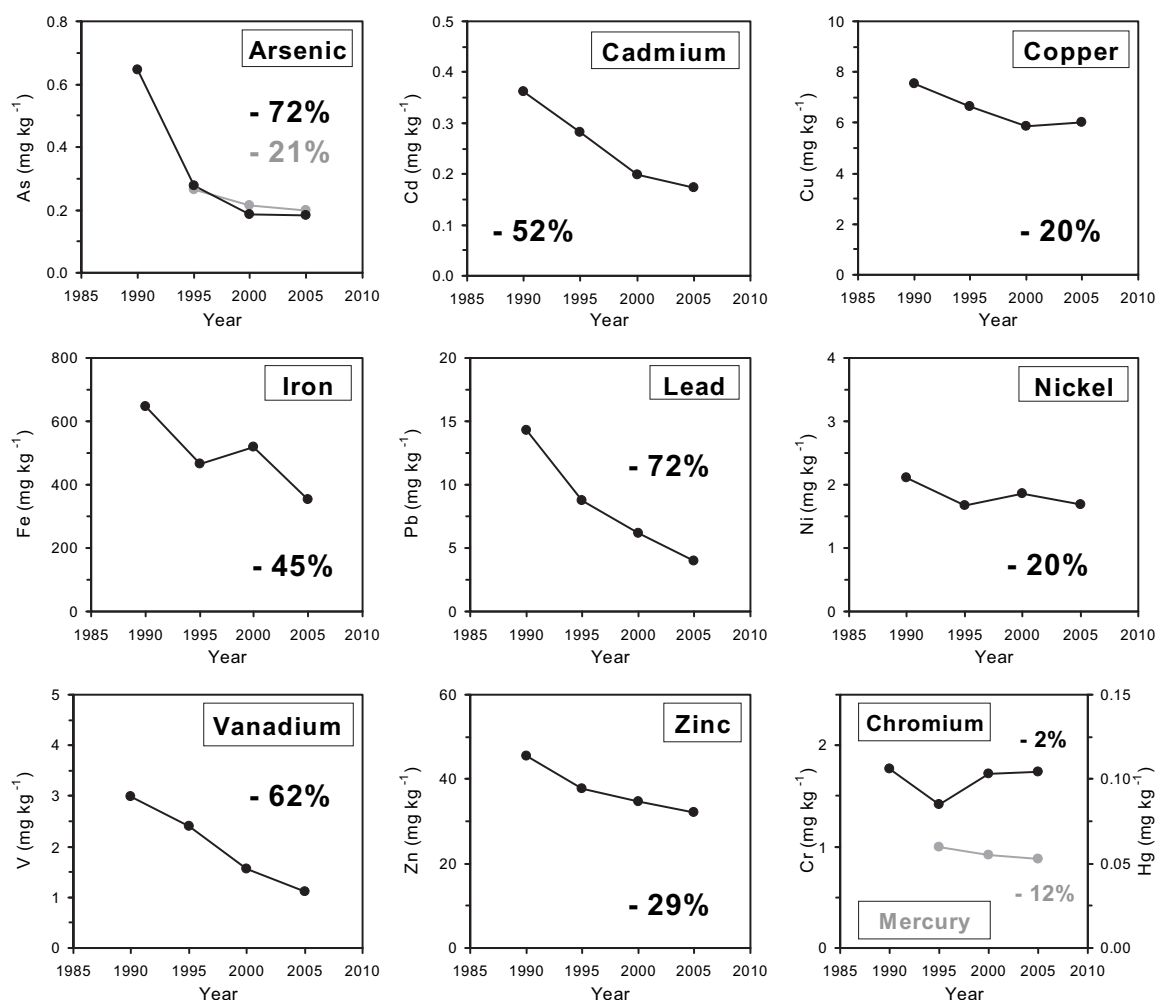 Arsenic
- 72%
- 21%
As (mg kg⁻¹)
0.8
0.6
0.4
0.2
0.0
1985 1990 1995 2000 2005 2010
Year
Cadmium
- 52%
Cd (mg kg⁻¹)
0.5
0.4
0.3
0.2
0.1
0.0
1985 1990 1995 2000 2005 2010
Year
Copper
- 20%
Cu (mg kg⁻¹)
10
8
6
4
2
0
1985 1990 1995 2000 2005 2010
Year
Iron
- 45%
Fe (mg kg⁻¹)
800
600
400
200
0
1985 1990 1995 2000 2005 2010
Year
Lead
- 72%
Pb (mg kg⁻¹)
20
15
10
5
0
1985 1990 1995 2000 2005 2010
Year
Nickel
- 20%
Ni (mg kg⁻¹)
4
3
2
1
0
1985 1990 1995 2000 2005 2010
Year
Vanadium
- 62%
V (mg kg⁻¹)
5
4
3
2
1
0
1985 1990 1995 2000 2005 2010
Year
Zinc
- 29%
Zn (mg kg⁻¹)
60
40
20
0
1985 1990 1995 2000 2005 2010
Year
Chromium
- 2%
- 12%
Mercury
Cr (mg kg⁻¹)
2
1
0
Hg (mg kg⁻¹)
0.15
0.10
0.05
0.00
1985 1990 1995 2000 2005 2010
Year